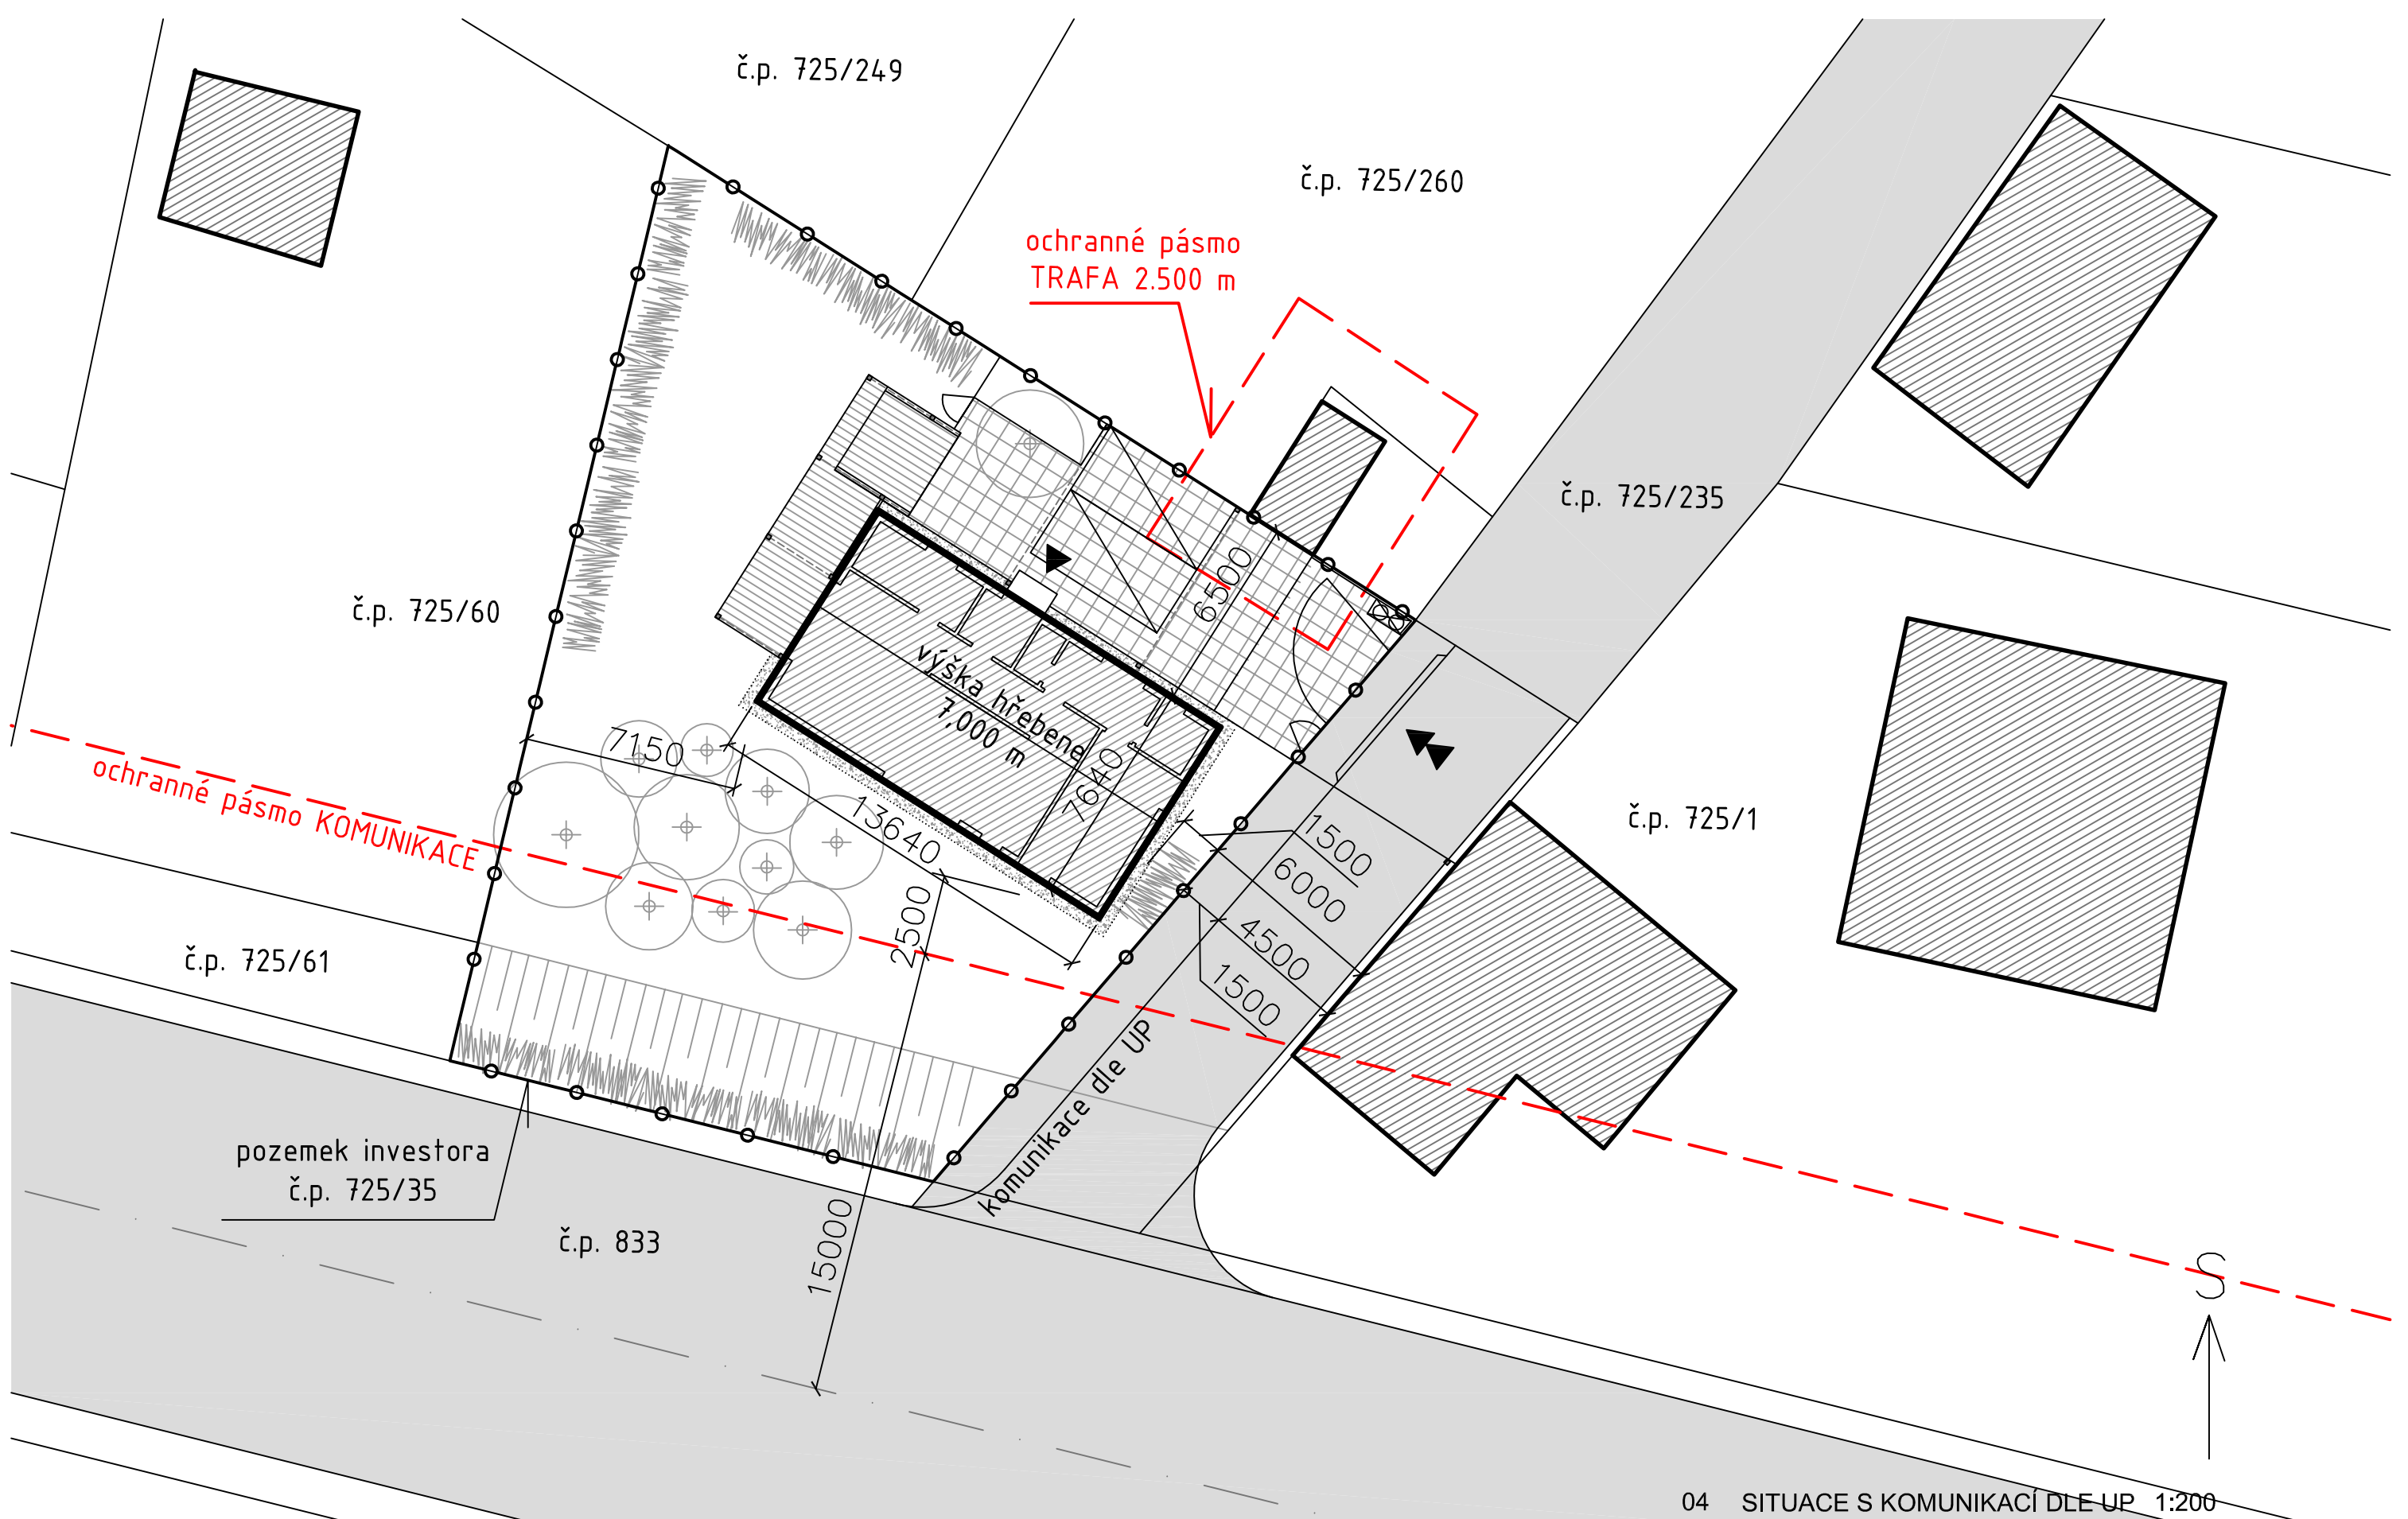 č.p. 725/249
č.p. 725/260
ochranné pásmo
TRAFA 2.500 m
č.p. 725/235
6500
č.p. 725/60
výška hřebene
7,000 m
7640
7150
13640
ochranné pásmo KOMUNIKACE
č.p. 725/1
1500
6000
4500
1500
2500
č.p. 725/61
komunikace dle UP
pozemek investora
č.p. 725/35
č.p. 833
15000
S
04 SITUACE S KOMUNIKACÍ DLE UP 1:200